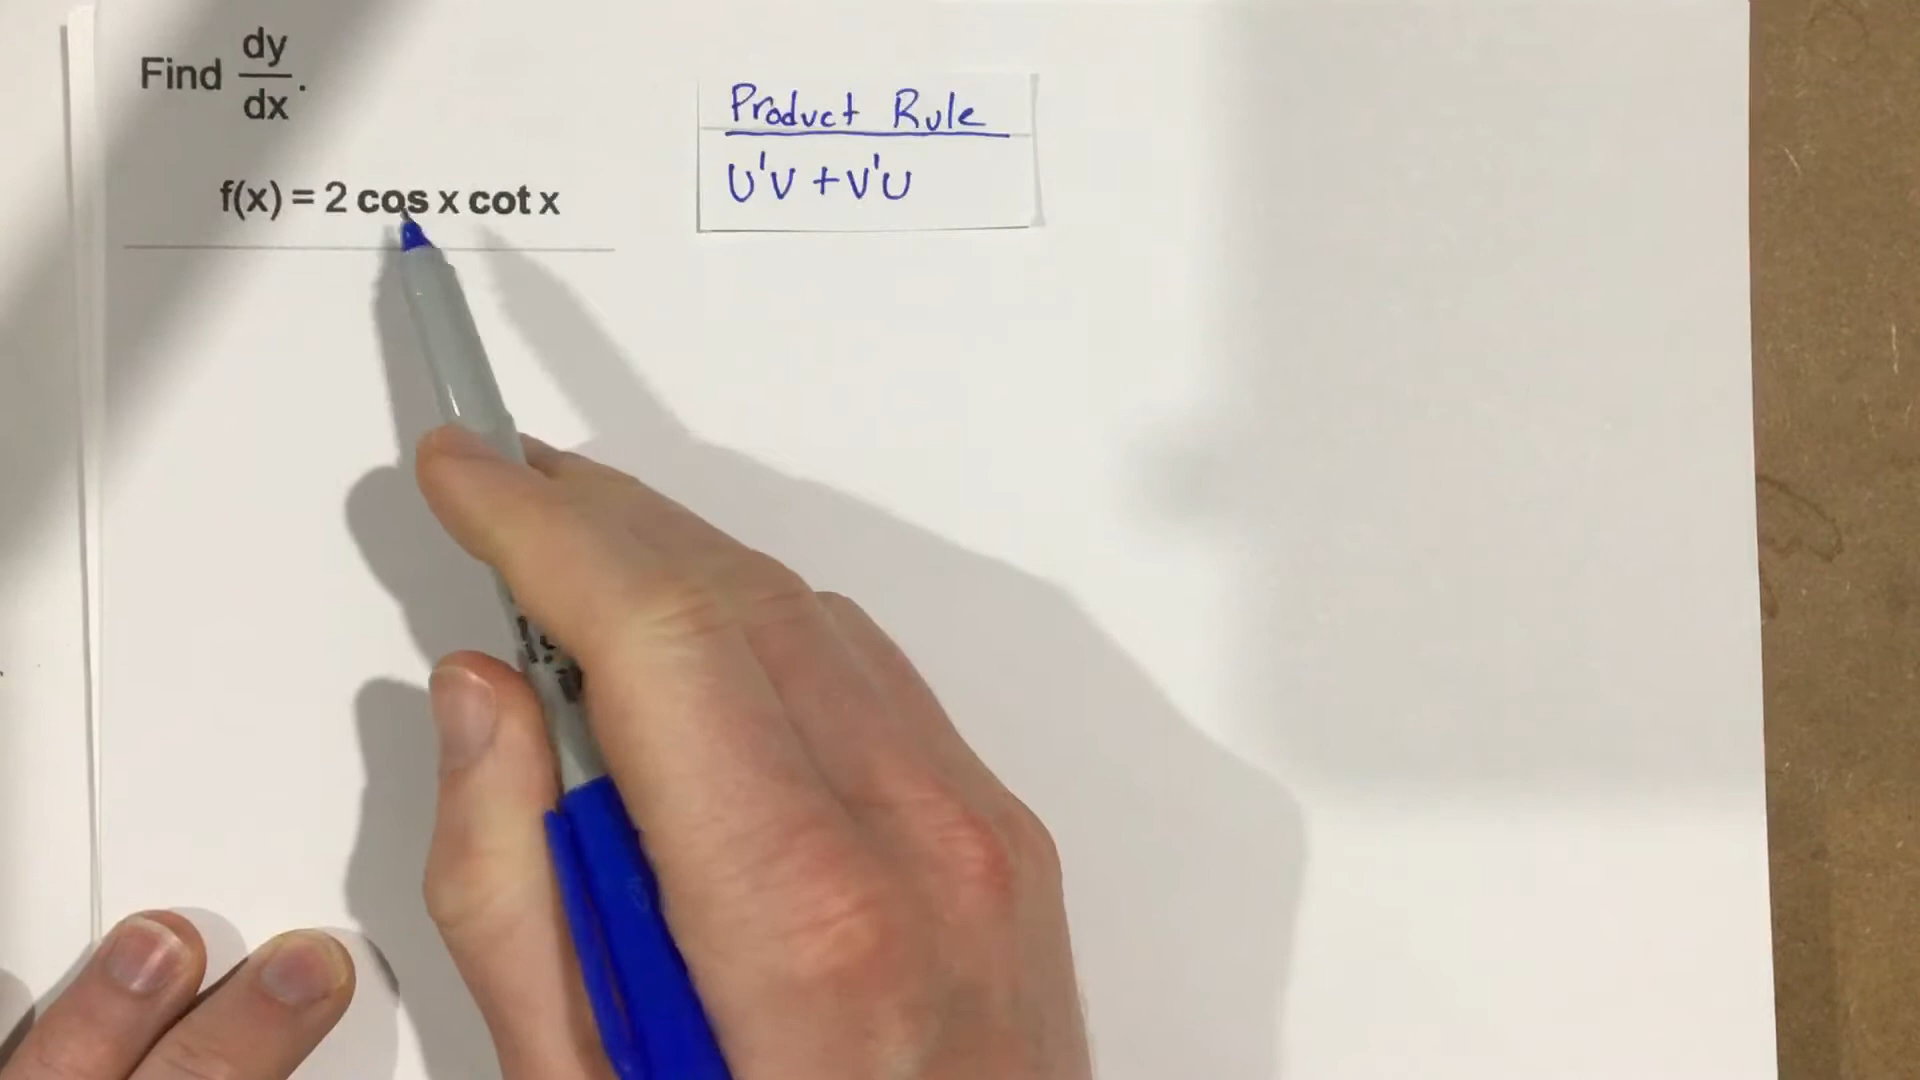 Find dy/dx.
f(x) = 2 cos x cot x
Product Rule
U'V + V'U